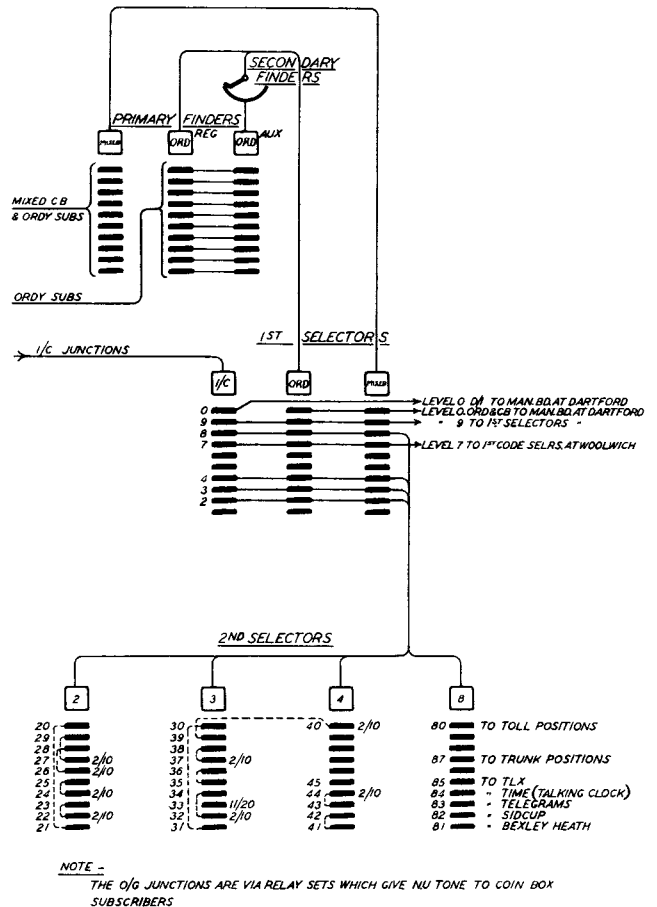 SECONDARY
FINDERS
PRIMARY FINDERS
REG
AUX
MIXED
ORD
ORD
MIXED C B
& ORDY SUBS
ORDY SUBS
1ST SELECTORS
I/C JUNCTIONS
I/C
ORD
MIXED
0
9
8
7
4
3
2
LEVEL 0 D/I TO MAN. BD. AT DARTFORD
LEVEL 0. ORD & CB TO MAN. BD. AT DARTFORD
" 9 TO 1ST SELECTORS "
LEVEL 7 TO 1ST CODE SELRS. AT WOOLWICH
2ND SELECTORS
2
3
4
8
20
29
28
27 2/10
26 2/10
25
24 2/10
23
22 2/10
21
30
39
38
37 2/10
36
35
34
33 11/20
32 2/10
31
40 2/10
45
44 2/10
43
42
41
80 TO TOLL POSITIONS
87 TO TRUNK POSITIONS
85 TO TLX
84 " TIME (TALKING CLOCK)
83 " TELEGRAMS
82 " SIDCUP
81 " BEXLEY HEATH
NOTE -
THE O/G JUNCTIONS ARE VIA RELAY SETS WHICH GIVE NU TONE TO COIN BOX
SUBSCRIBERS